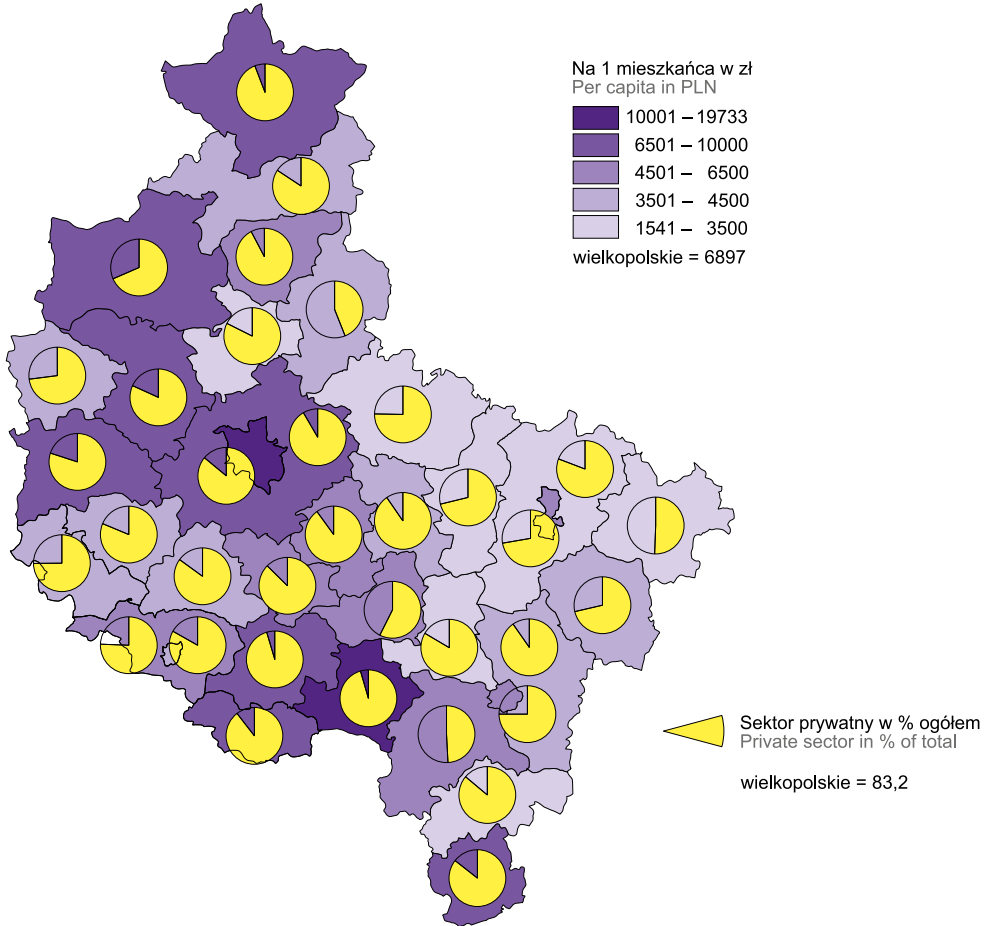 Na 1 mieszkańca w zł
Per capita in PLN
10001 – 19733
6501 – 10000
4501 – 6500
3501 – 4500
1541 – 3500
wielkopolskie = 6897
Sektor prywatny w % ogółem
Private sector in % of total
wielkopolskie = 83,2